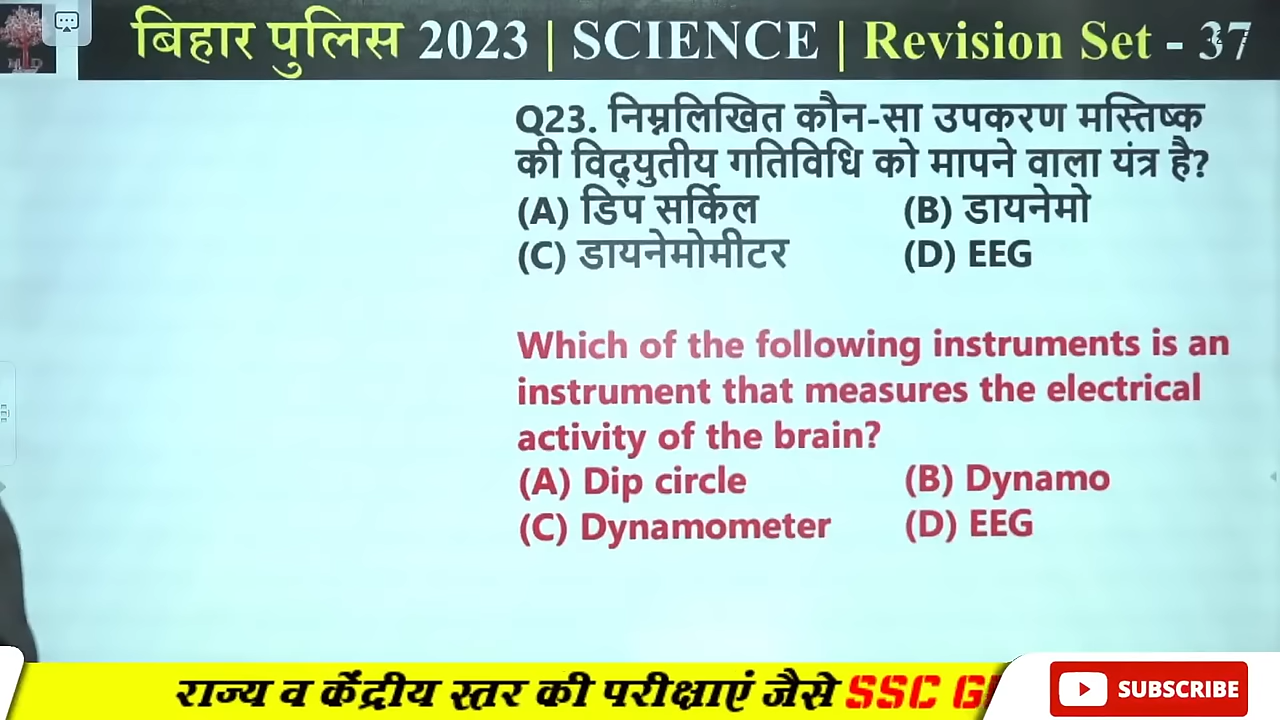 बिहार पुलिस 2023 | SCIENCE | Revision Set - 37
Q23. निम्नलिखित कौन-सा उपकरण मस्तिष्क
की विद्युतीय गतिविधि को मापने वाला यंत्र है?
(A) डिप सर्किल (B) डायनेमो
(C) डायनेमोमीटर (D) EEG
Which of the following instruments is an
instrument that measures the electrical
activity of the brain?
(A) Dip circle (B) Dynamo
(C) Dynamometer (D) EEG
राज्य व केंद्रीय स्तर की परीक्षाएं जैसे SSC
SUBSCRIBE